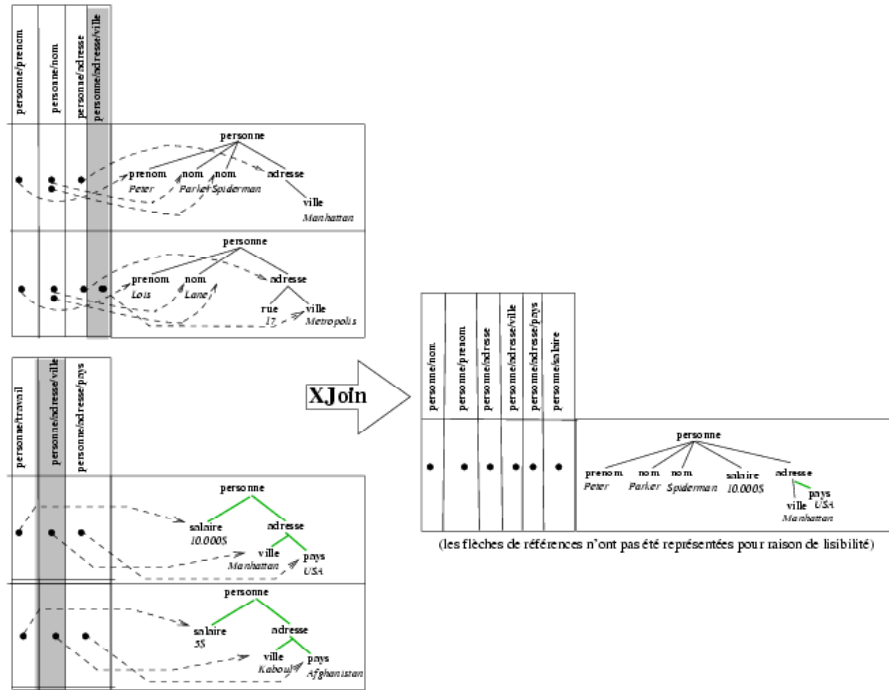 personne/prenom
personne/nom
personne/adresse
personne/adresse/ville
personne
prenom nom nom adresse
Peter Parker Spiderman
ville
Manhattan
personne
prenom nom adresse
Lois Lane
rue ville
17 Metropolis
personne/travail
personne/adresse/ville
personne/adresse/pays
personne
salaire adresse
10.000$
ville pays
Manhattan USA
personne
salaire adresse
5$
ville pays
Kaboul Afghanistan
XJoin
personne/nom
personne/prenom
personne/adresse
personne/adresse/ville
personne/adresse/pays
personne/salaire
personne
prenom nom nom salaire adresse
Peter Parker Spiderman 10.000$
ville pays
Manhattan USA
(les flèches de références n'ont pas été représentées pour raison de lisibilité)